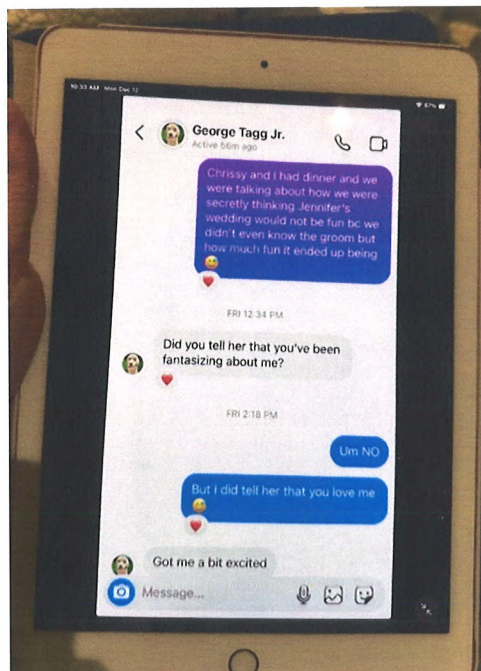 10:33 AM Mon Dec 12
67%
George Tagg Jr.
Active 56m ago
Chrissy and I had dinner and we
were talking about how we were
secretly thinking Jennifer's
wedding would not be fun bc we
didn't even know the groom but
how much fun it ended up being
😅
❤️
FRI 12:34 PM
Did you tell her that you've been
fantasizing about me?
❤️
FRI 2:18 PM
Um NO
But i did tell her that you love me
😅
❤️
Got me a bit excited
Message...